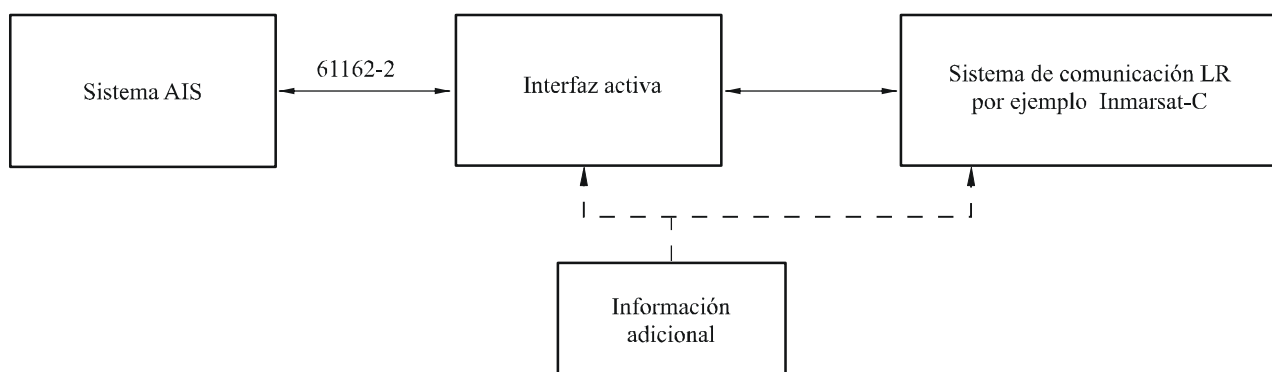 Sistema AIS
61162-2
Interfaz activa
Sistema de comunicación LR
por ejemplo Inmarsat-C
Información
adicional